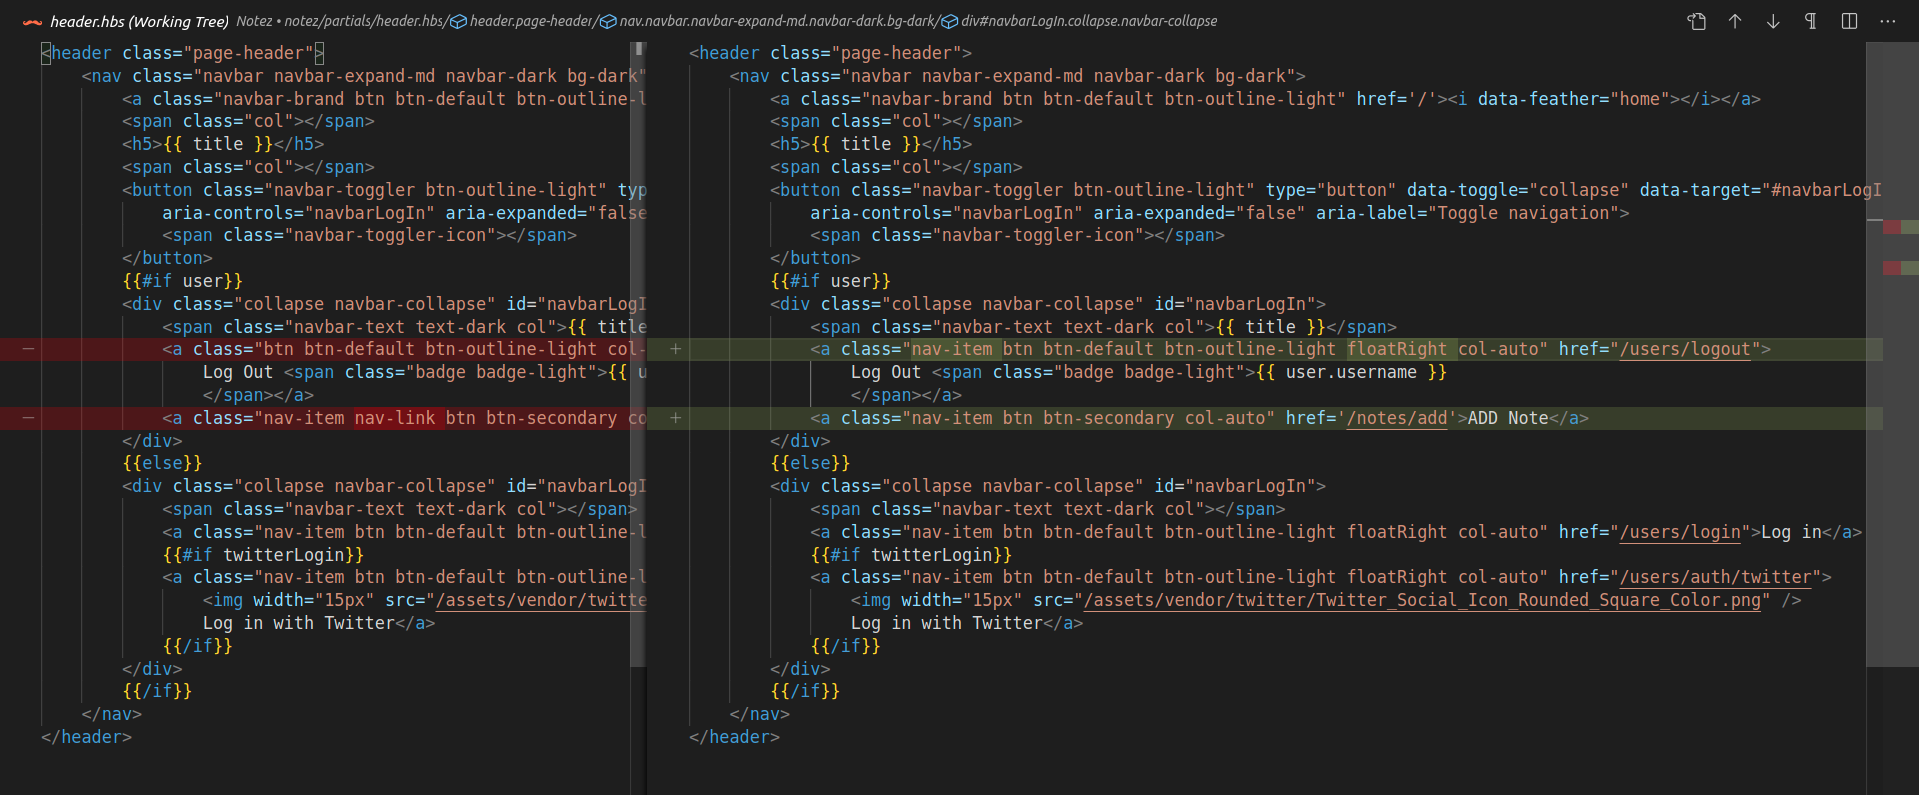 header.hbs (Working Tree) Notez • notez/partials/header.hbs/ header.page-header/ nav.navbar.navbar-expand-md.navbar-dark.bg-dark/ div#navbarLogIn.collapse.navbar-collapse
<header class="page-header">
<nav class="navbar navbar-expand-md navbar-dark bg-dark"
<a class="navbar-brand btn btn-default btn-outline-l
<span class="col"></span>
<h5>{{ title }}</h5>
<span class="col"></span>
<button class="navbar-toggler btn-outline-light" typ
aria-controls="navbarLogIn" aria-expanded="false
<span class="navbar-toggler-icon"></span>
</button>
{{#if user}}
<div class="collapse navbar-collapse" id="navbarLogI
<span class="navbar-text text-dark col">{{ title
− <a class="btn btn-default btn-outline-light col-
Log Out <span class="badge badge-light">{{ u
</span></a>
− <a class="nav-item nav-link btn btn-secondary co
</div>
{{else}}
<div class="collapse navbar-collapse" id="navbarLogI
<span class="navbar-text text-dark col"></span>
<a class="nav-item btn btn-default btn-outline-l
{{#if twitterLogin}}
<a class="nav-item btn btn-default btn-outline-l
<img width="15px" src="/assets/vendor/twitte
Log in with Twitter</a>
{{/if}}
</div>
{{/if}}
</nav>
</header>
<header class="page-header">
<nav class="navbar navbar-expand-md navbar-dark bg-dark">
<a class="navbar-brand btn btn-default btn-outline-light" href='/'><i data-feather="home"></i></a>
<span class="col"></span>
<h5>{{ title }}</h5>
<span class="col"></span>
<button class="navbar-toggler btn-outline-light" type="button" data-toggle="collapse" data-target="#navbarLogI
aria-controls="navbarLogIn" aria-expanded="false" aria-label="Toggle navigation">
<span class="navbar-toggler-icon"></span>
</button>
{{#if user}}
<div class="collapse navbar-collapse" id="navbarLogIn">
<span class="navbar-text text-dark col">{{ title }}</span>
+ <a class="nav-item btn btn-default btn-outline-light floatRight col-auto" href="/users/logout">
Log Out <span class="badge badge-light">{{ user.username }}
</span></a>
+ <a class="nav-item btn btn-secondary col-auto" href='/notes/add'>ADD Note</a>
</div>
{{else}}
<div class="collapse navbar-collapse" id="navbarLogIn">
<span class="navbar-text text-dark col"></span>
<a class="nav-item btn btn-default btn-outline-light floatRight col-auto" href="/users/login">Log in</a>
{{#if twitterLogin}}
<a class="nav-item btn btn-default btn-outline-light floatRight col-auto" href="/users/auth/twitter">
<img width="15px" src="/assets/vendor/twitter/Twitter_Social_Icon_Rounded_Square_Color.png" />
Log in with Twitter</a>
{{/if}}
</div>
{{/if}}
</nav>
</header>